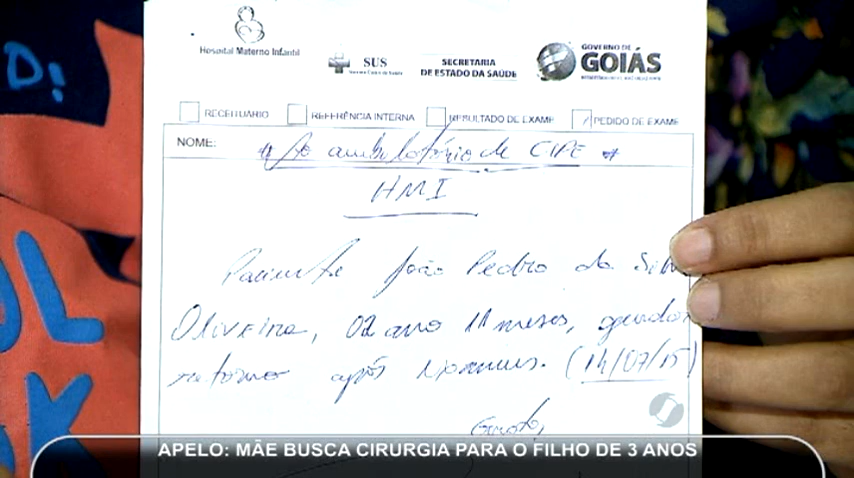 D!
Hospital Materno Infantil
SUS
SECRETARIA
DE ESTADO DA SAÚDE
GOVERNO DE
GOIÁS
RECEITUÁRIO REFERÊNCIA INTERNA RESULTADO DE EXAME PEDIDO DE EXAME
NOME: Ao ambulatório de CIPE
HMI
Paciente João Pedro da Silva
Oliveira, 02 ano 11 meses,
retorno após (14/07/15)
OL
OK
APELO: MÃE BUSCA CIRURGIA PARA O FILHO DE 3 ANOS